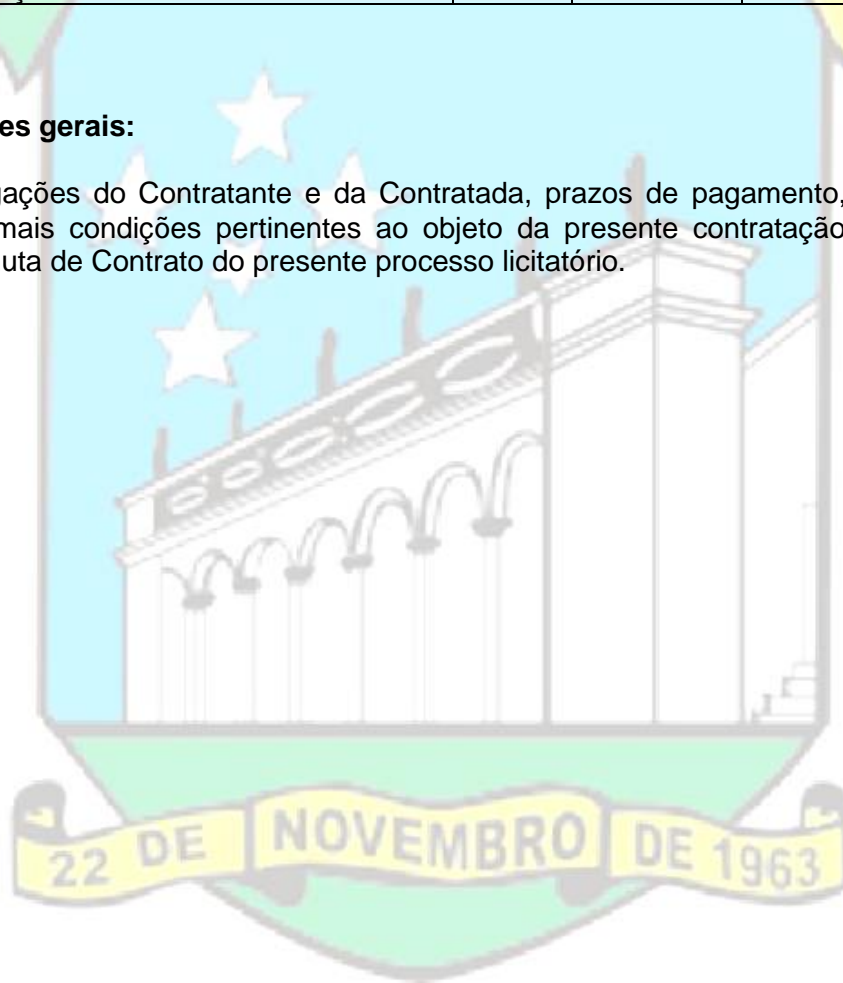 es gerais:
gações do Contratante e da Contratada, prazos de pagamento,
mais condições pertinentes ao objeto da presente contratação
uta de Contrato do presente processo licitatório.
22 DE NOVEMBRO DE 1963